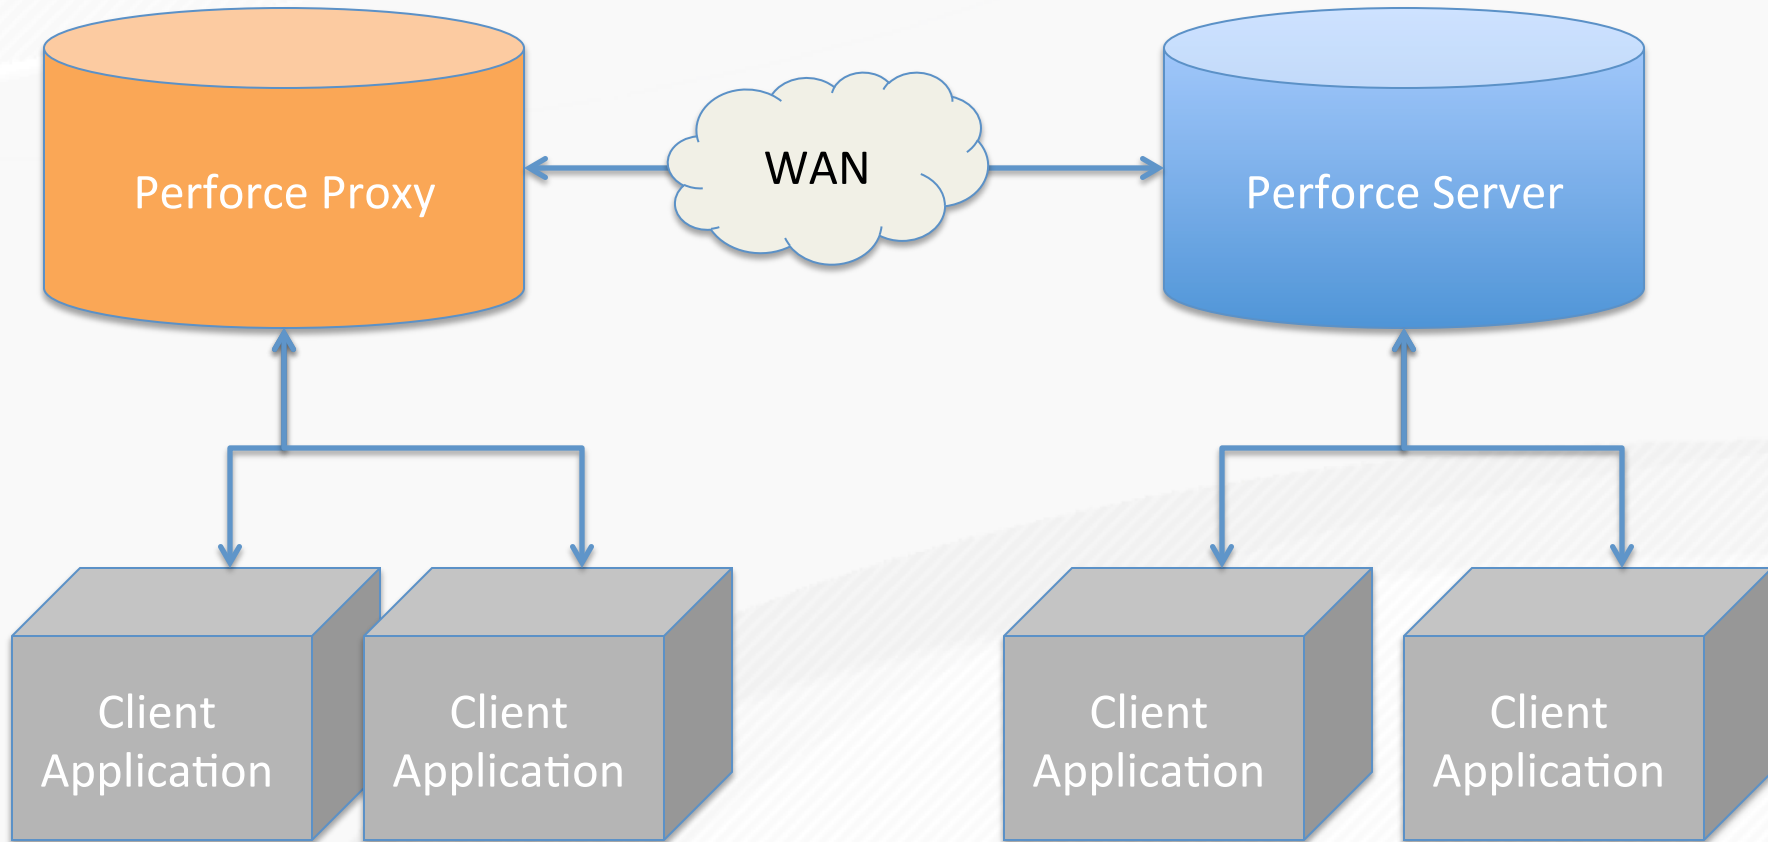 Perforce Proxy
WAN
Perforce Server
Client
Application
Client
Application
Client
Application
Client
Application